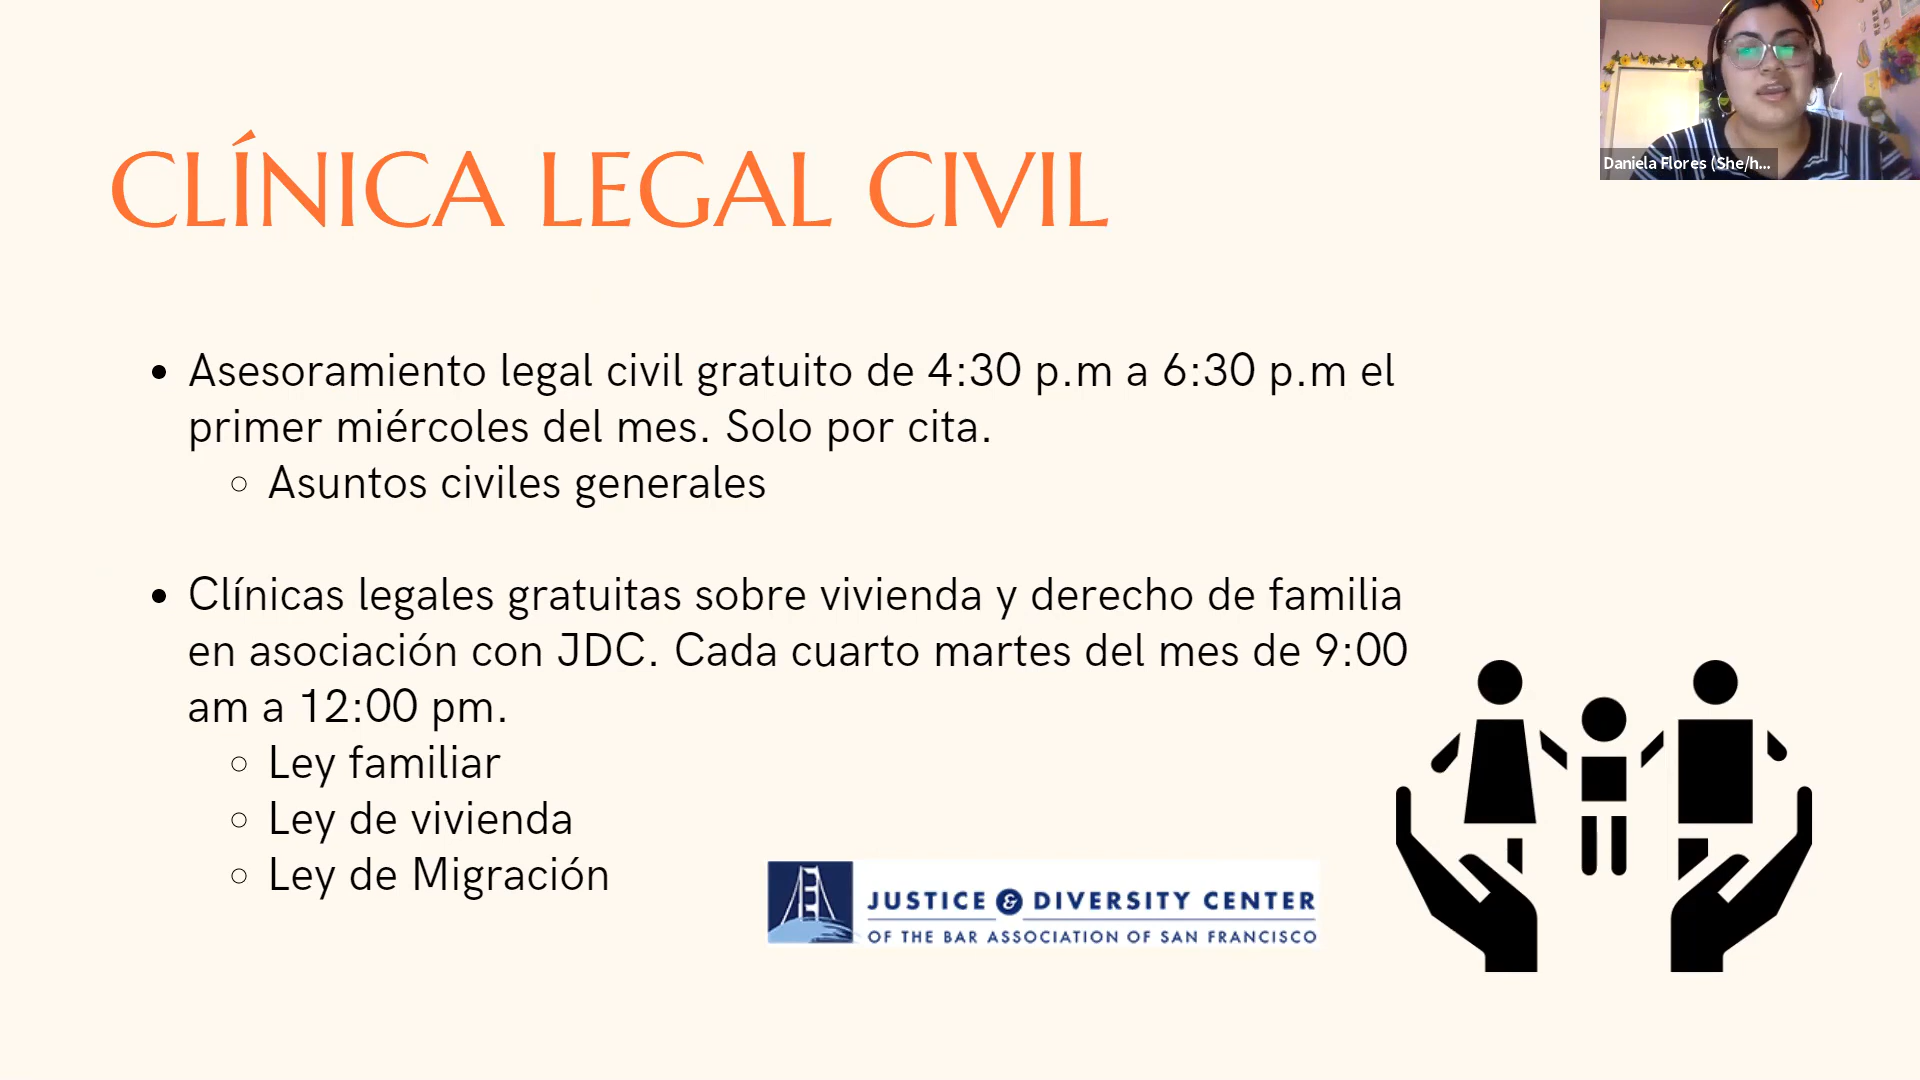 Daniela Flores (She/h...
CLÍNICA LEGAL CIVIL
• Asesoramiento legal civil gratuito de 4:30 p.m a 6:30 p.m el
primer miércoles del mes. Solo por cita.
○ Asuntos civiles generales
• Clínicas legales gratuitas sobre vivienda y derecho de familia
en asociación con JDC. Cada cuarto martes del mes de 9:00
am a 12:00 pm.
○ Ley familiar
○ Ley de vivienda
○ Ley de Migración
JUSTICE & DIVERSITY CENTER
OF THE BAR ASSOCIATION OF SAN FRANCISCO